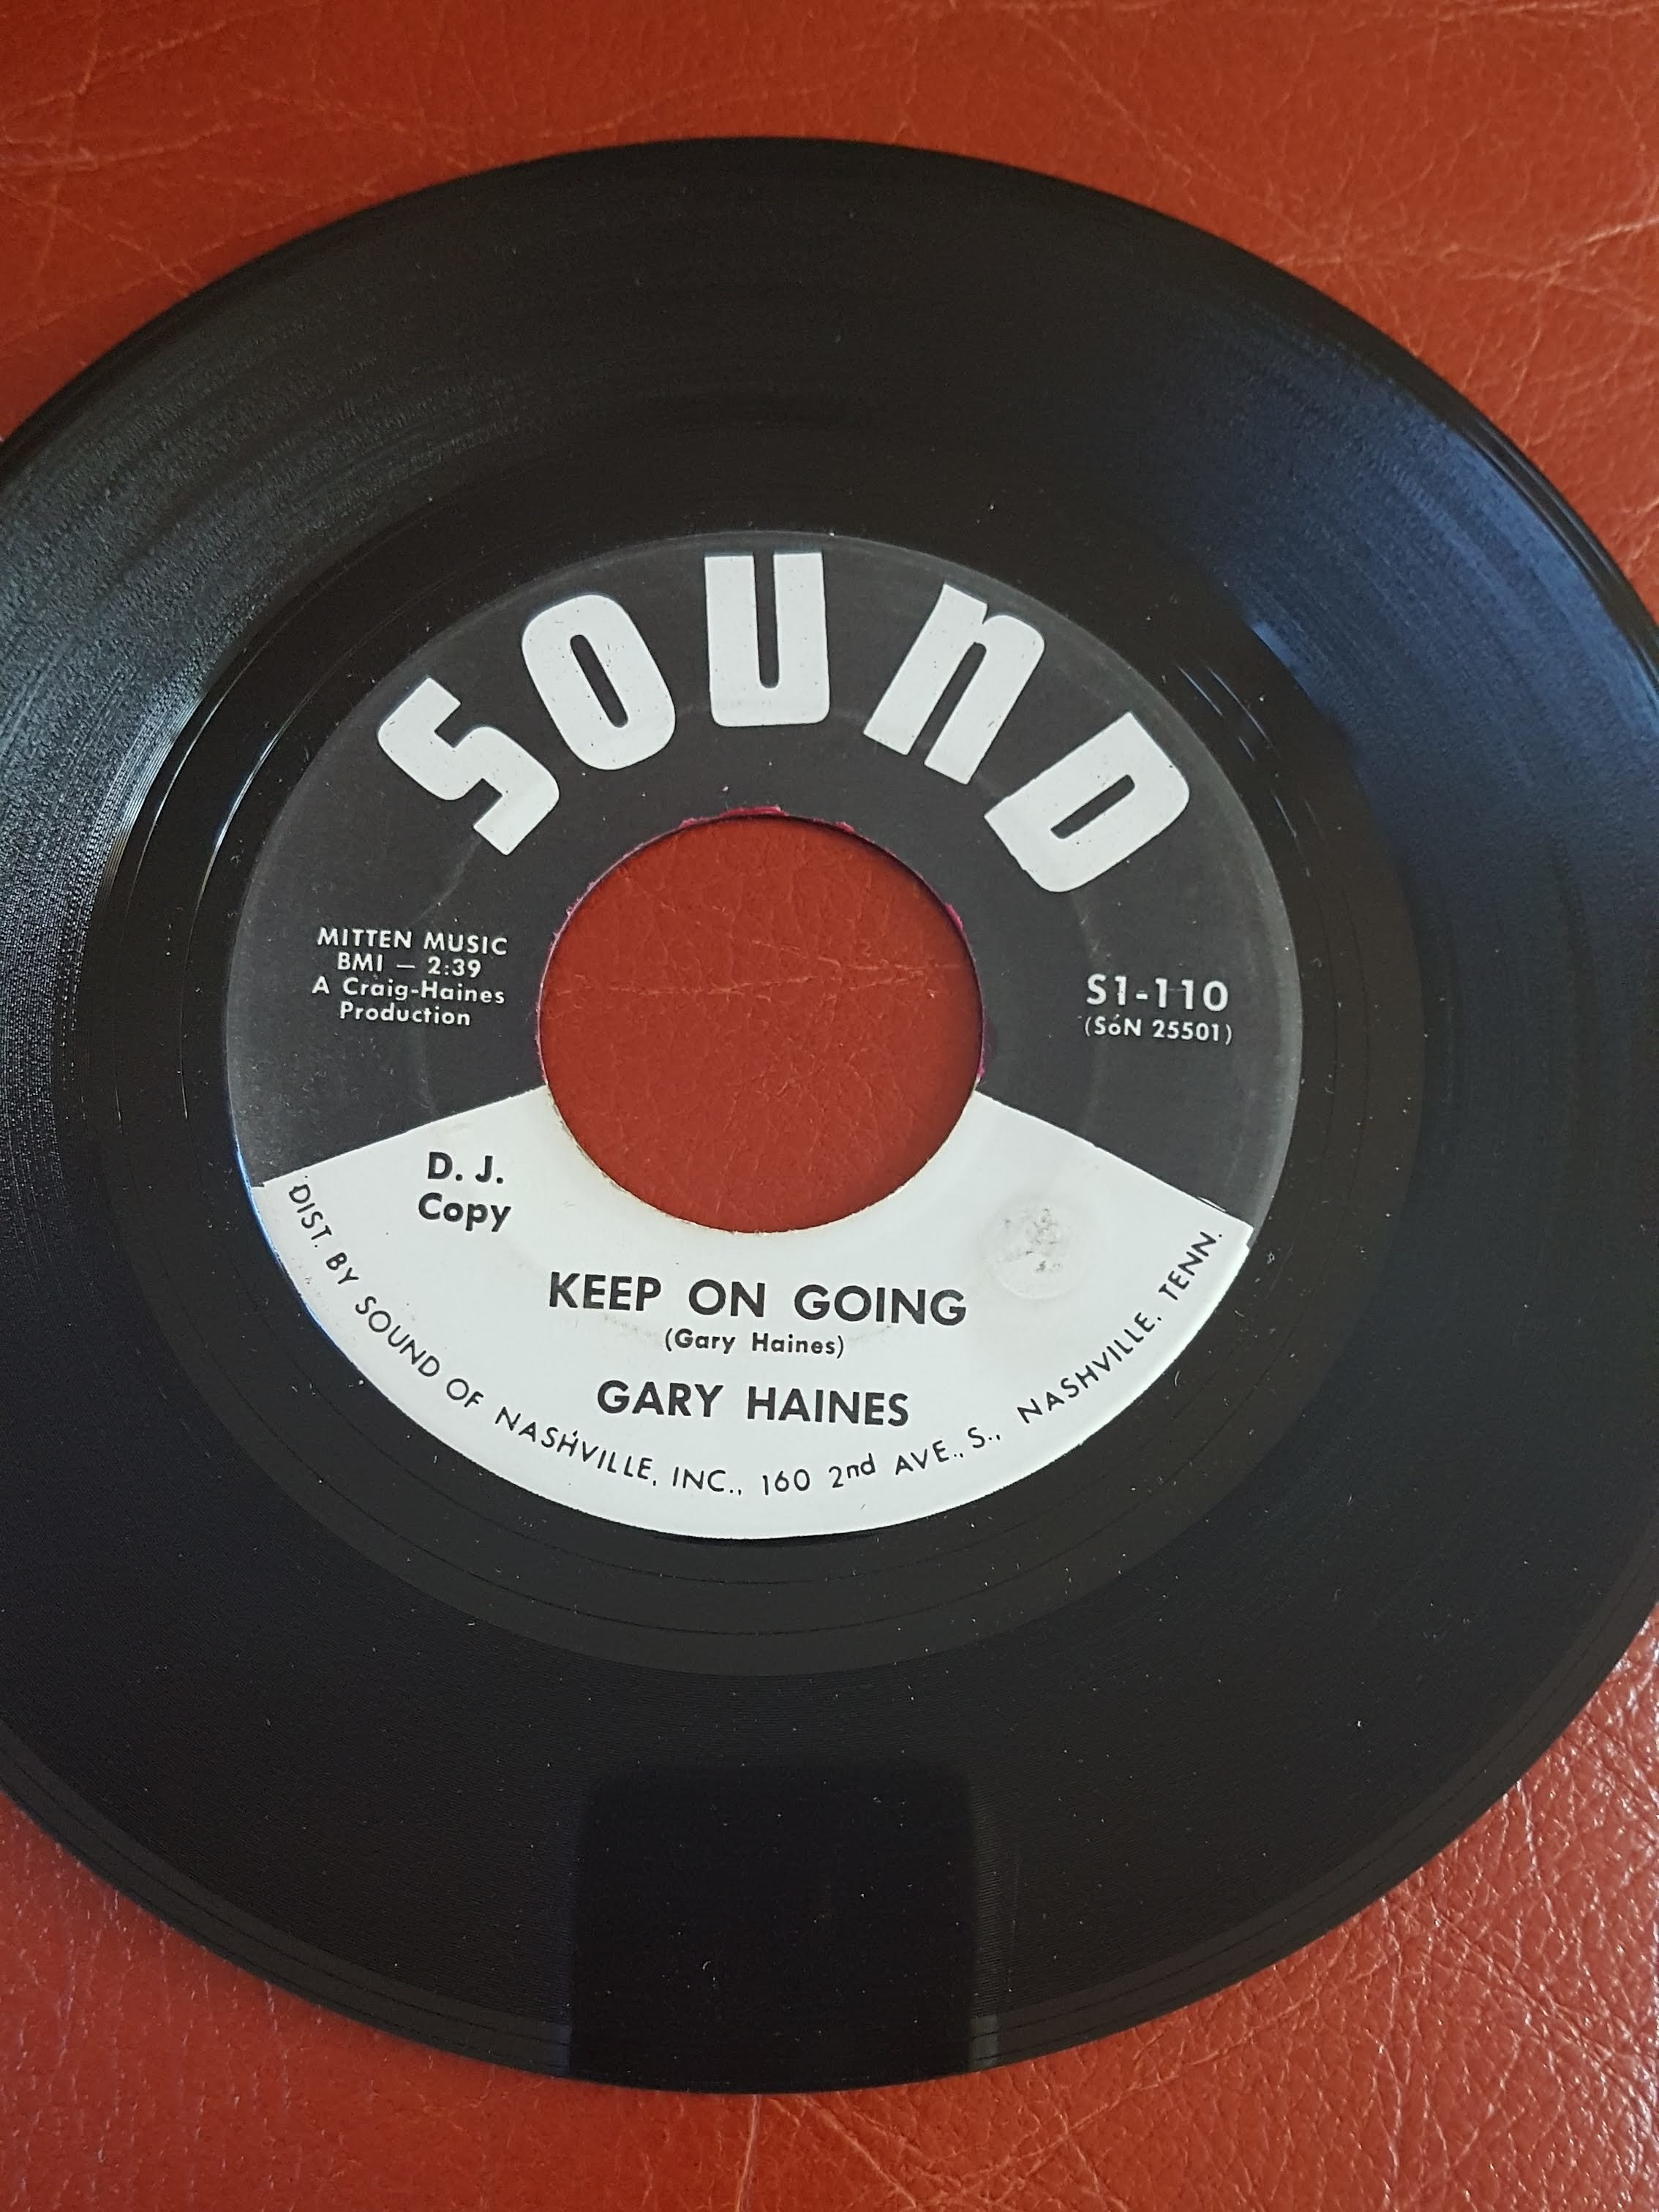 SOUND
MITTEN MUSIC
BMI — 2:39
A Craig-Haines
Production
S1-110
(SoN 25501)
D. J.
Copy
KEEP ON GOING
(Gary Haines)
GARY HAINES
DIST. BY SOUND OF NASHVILLE, INC., 160 2nd AVE., S., NASHVILLE, TENN.